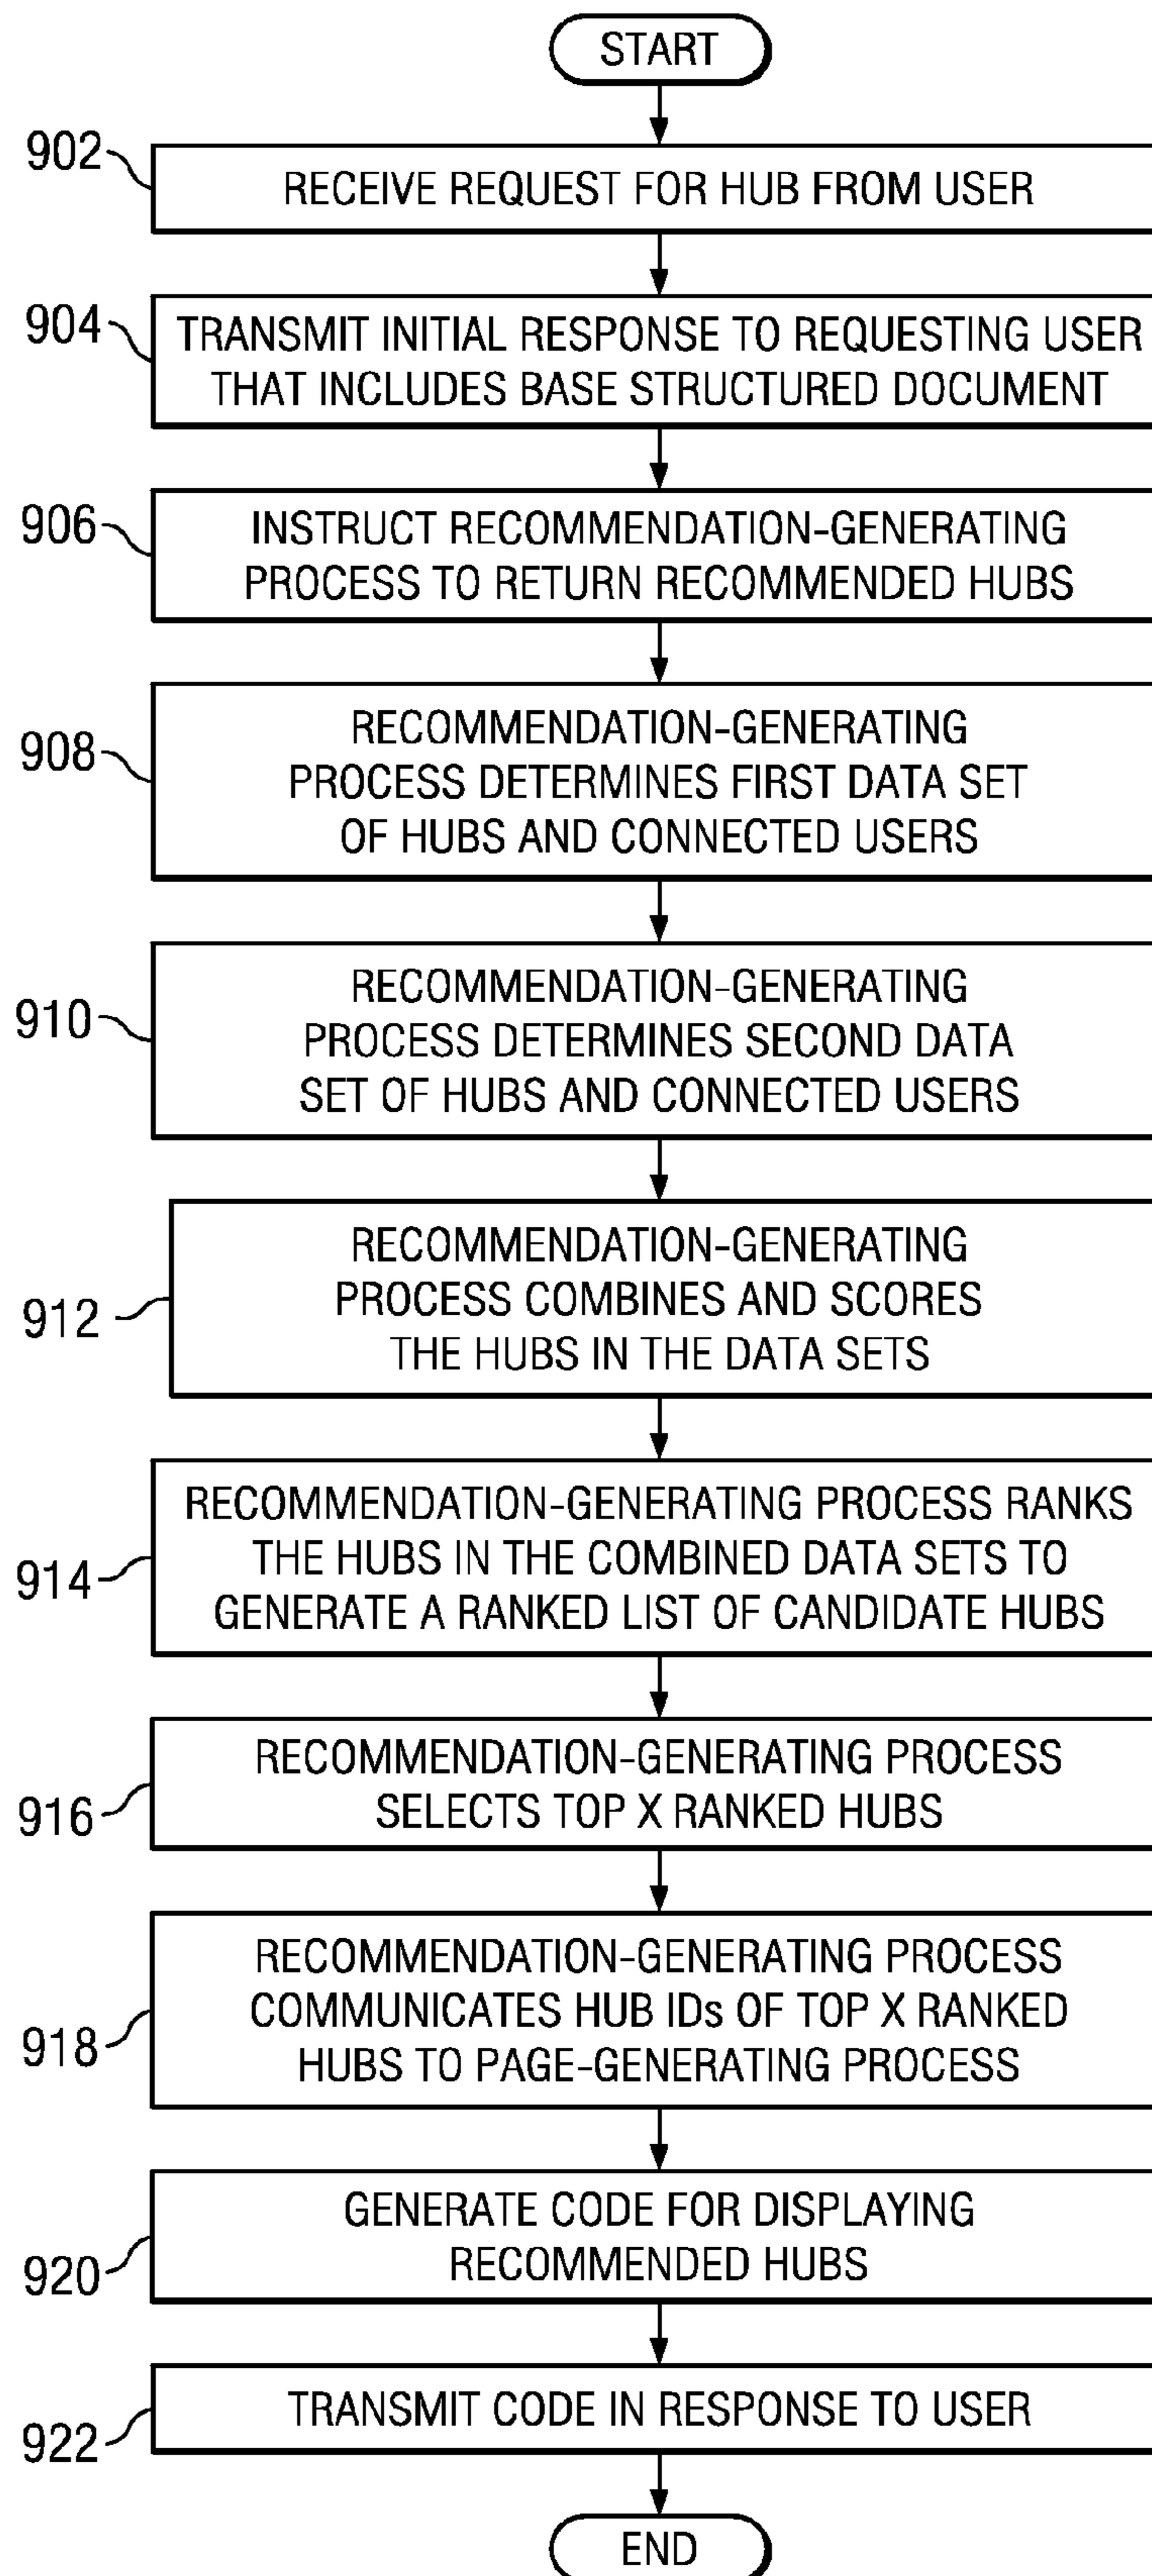 START
902
RECEIVE REQUEST FOR HUB FROM USER
904
TRANSMIT INITIAL RESPONSE TO REQUESTING USER
THAT INCLUDES BASE STRUCTURED DOCUMENT
906
INSTRUCT RECOMMENDATION-GENERATING
PROCESS TO RETURN RECOMMENDED HUBS
908
RECOMMENDATION-GENERATING
PROCESS DETERMINES FIRST DATA SET
OF HUBS AND CONNECTED USERS
910
RECOMMENDATION-GENERATING
PROCESS DETERMINES SECOND DATA
SET OF HUBS AND CONNECTED USERS
912
RECOMMENDATION-GENERATING
PROCESS COMBINES AND SCORES
THE HUBS IN THE DATA SETS
914
RECOMMENDATION-GENERATING PROCESS RANKS
THE HUBS IN THE COMBINED DATA SETS TO
GENERATE A RANKED LIST OF CANDIDATE HUBS
916
RECOMMENDATION-GENERATING PROCESS
SELECTS TOP X RANKED HUBS
918
RECOMMENDATION-GENERATING PROCESS
COMMUNICATES HUB IDs OF TOP X RANKED
HUBS TO PAGE-GENERATING PROCESS
920
GENERATE CODE FOR DISPLAYING
RECOMMENDED HUBS
922
TRANSMIT CODE IN RESPONSE TO USER
END